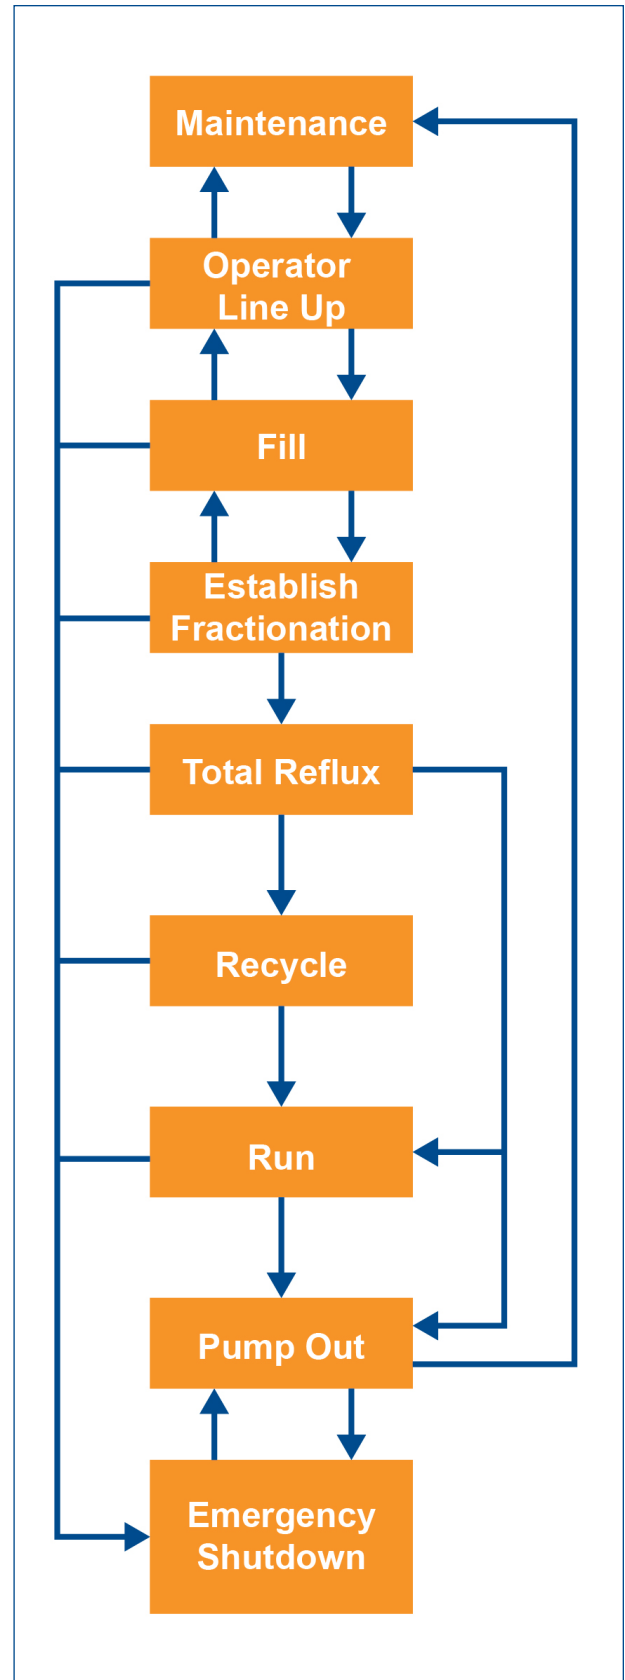 Maintenance
Operator
Line Up
Fill
Establish
Fractionation
Total Reflux
Recycle
Run
Pump Out
Emergency
Shutdown